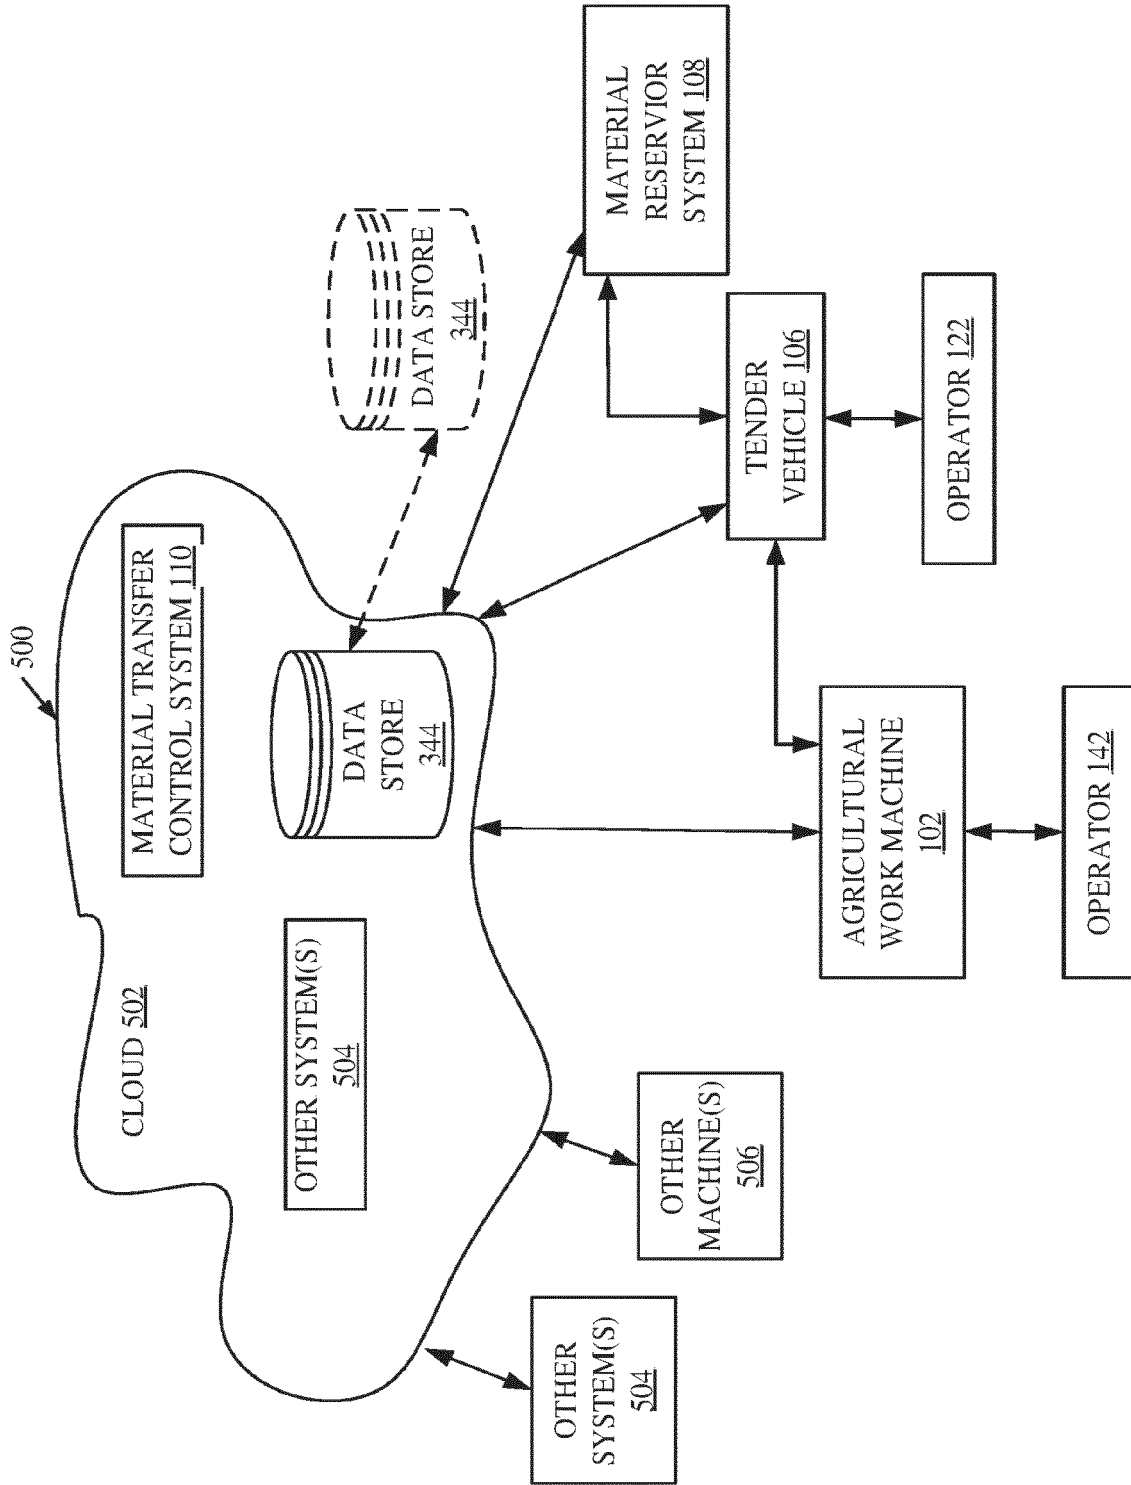 500
CLOUD 502
MATERIAL TRANSFER
CONTROL SYSTEM 110
OTHER SYSTEM(S)
504
DATA
STORE
344
DATA STORE
344
OTHER
SYSTEM(S)
504
OTHER
MACHINE(S)
506
AGRICULTURAL
WORK MACHINE
102
TENDER
VEHICLE 106
MATERIAL
RESERVIOR
SYSTEM 108
OPERATOR 142
OPERATOR 122